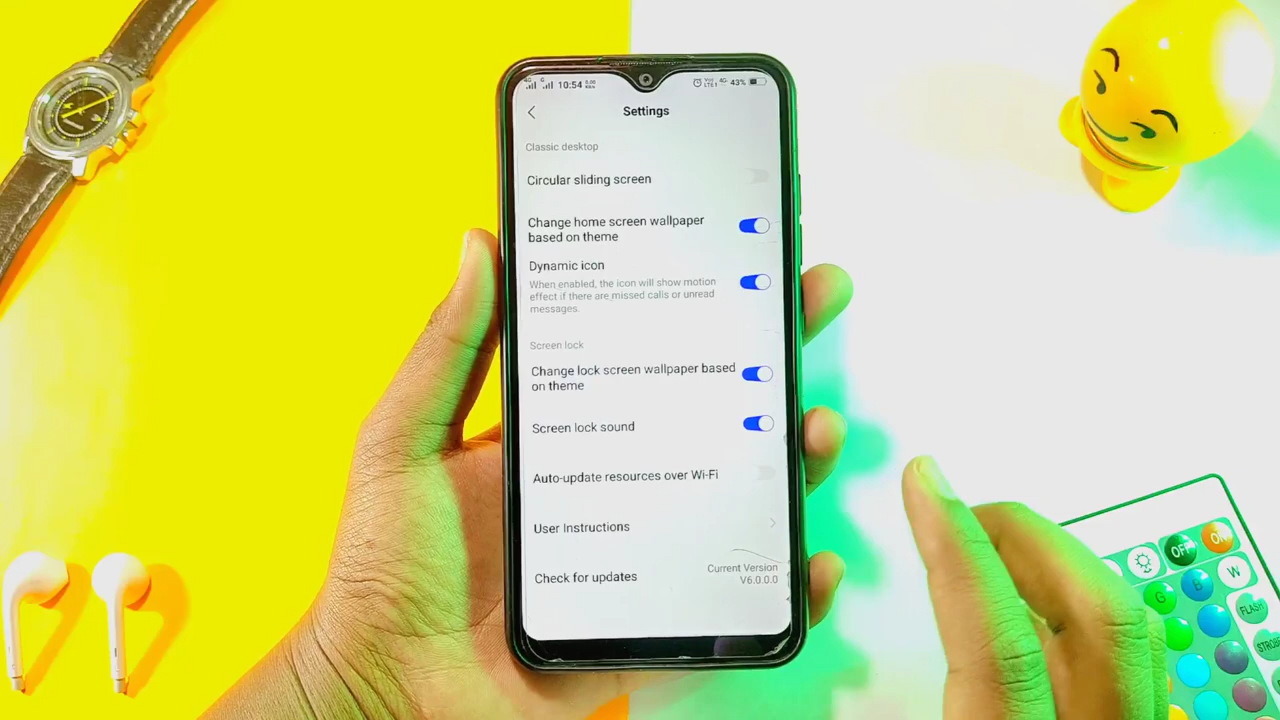 10:54
43%
Settings
Classic desktop
Circular sliding screen
Change home screen wallpaper
based on theme
Dynamic icon
When enabled, the icon will show motion
effect if there are missed calls or unread
messages.
Screen lock
Change lock screen wallpaper based
on theme
Screen lock sound
Auto-update resources over Wi-Fi
User Instructions
Check for updates
Current Version
V6.0.0.0
OFF
ON
G
B
W
FLASH